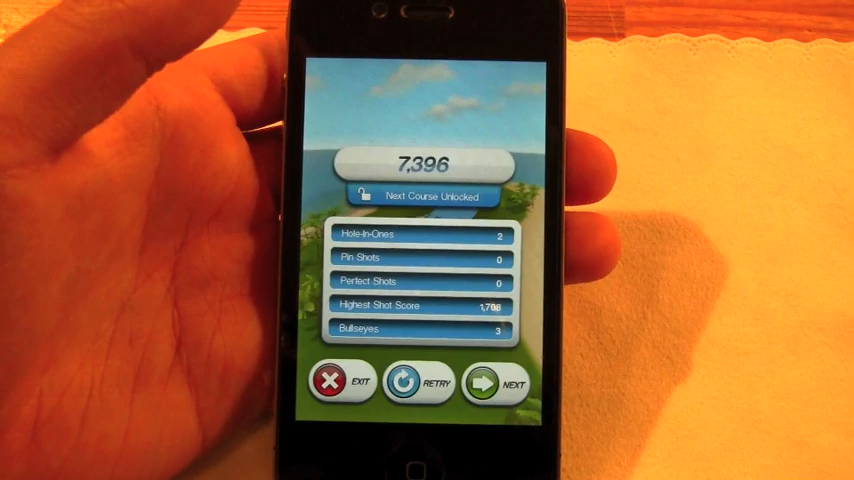 7,396
Next Course Unlocked
Hole-In-Ones 2
Pin Shots 0
Perfect Shots 0
Highest Shot Score 1,708
Bullseyes 3
EXIT RETRY NEXT